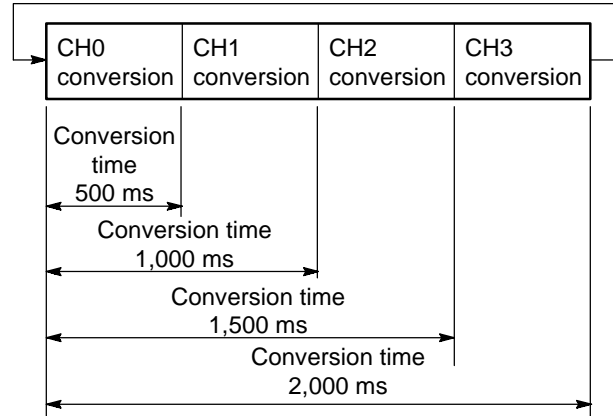 CH0
conversion
CH1
conversion
CH2
conversion
CH3
conversion
Conversion
time
500 ms
Conversion time
1,000 ms
Conversion time
1,500 ms
Conversion time
2,000 ms